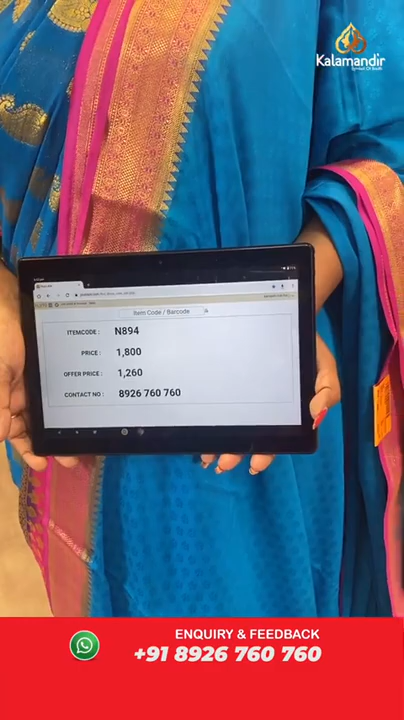 Kalamandir
Item Code / Barcode
ITEMCODE : N894
PRICE : 1,800
OFFER PRICE : 1,260
CONTACT NO : 8926 760 760
ENQUIRY & FEEDBACK
+91 8926 760 760